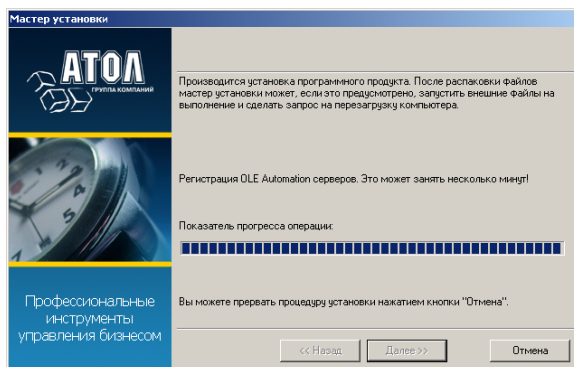 Мастер установки
АТОЛ
ГРУППА КОМПАНИЙ
Производится установка программного продукта. После распаковки файлов
мастер установки может, если это предусмотрено, запустить внешние файлы на
выполнение и сделать запрос на перезагрузку компьютера.
Регистрация OLE Automation серверов. Это может занять несколько минут!
Показатель прогресса операции:
Профессиональные
инструменты
управления бизнесом
Вы можете прервать процедуру установки нажатием кнопки "Отмена".
<< Назад
Далее >>
Отмена